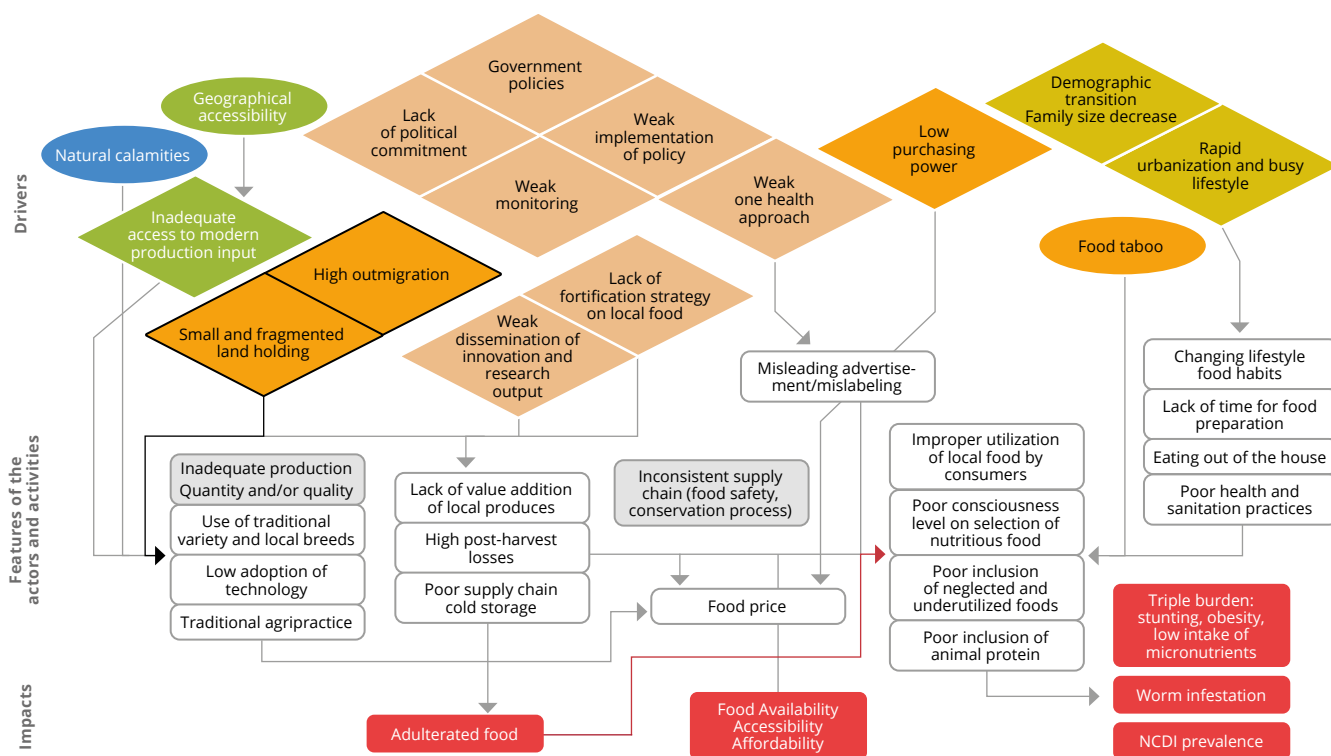 Drivers
Features of the
actors and activities
Impacts
Natural calamities
Geographical
accessibility
Inadequate
access to modern
production input
High outmigration
Small and fragmented
land holding
Government
policies
Lack
of political
commitment
Weak
implementation
of policy
Weak
monitoring
Weak
one health
approach
Lack of
fortification strategy
on local food
Weak
dissemination of
innovation and
research
output
Low
purchasing
power
Demographic
transition
Family size decrease
Rapid
urbanization and busy
lifestyle
Food taboo
Misleading advertise-
ment/mislabeling
Changing lifestyle
food habits
Lack of time for food
preparation
Eating out of the house
Poor health and
sanitation practices
Inadequate production
Quantity and/or quality
Use of traditional
variety and local breeds
Low adoption of
technology
Traditional agripractice
Lack of value addition
of local produces
High post-harvest
losses
Poor supply chain
cold storage
Inconsistent supply
chain (food safety,
conservation process)
Food price
Improper utilization
of local food by
consumers
Poor consciousness
level on selection of
nutritious food
Poor inclusion
of neglected and
underutilized foods
Poor inclusion of
animal protein
Triple burden:
stunting, obesity,
low intake of
micronutrients
Worm infestation
NCDI prevalence
Adulterated food
Food Availability
Accessibility
Affordability